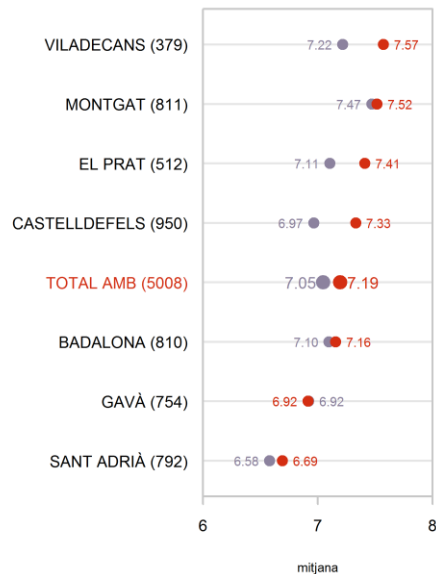 VILADECANS (379) 7.22 7.57
MONTGAT (811) 7.47 7.52
EL PRAT (512) 7.11 7.41
CASTELLDEFELS (950) 6.97 7.33
TOTAL AMB (5008) 7.05 7.19
BADALONA (810) 7.10 7.16
GAVÀ (754) 6.92 6.92
SANT ADRIÀ (792) 6.58 6.69
6 7 8
mitjana